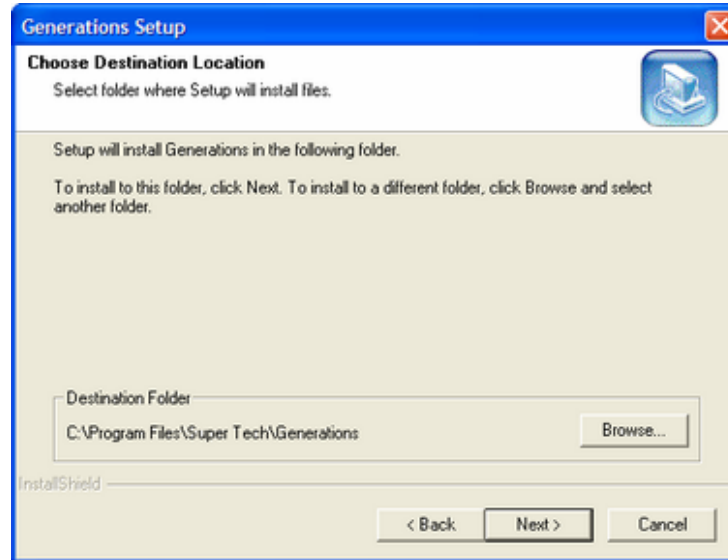 Generations Setup
Choose Destination Location
Select folder where Setup will install files.
Setup will install Generations in the following folder.
To install to this folder, click Next. To install to a different folder, click Browse and select
another folder.
Destination Folder
C:\Program Files\Super Tech\Generations
Browse...
InstallShield
< Back
Next >
Cancel